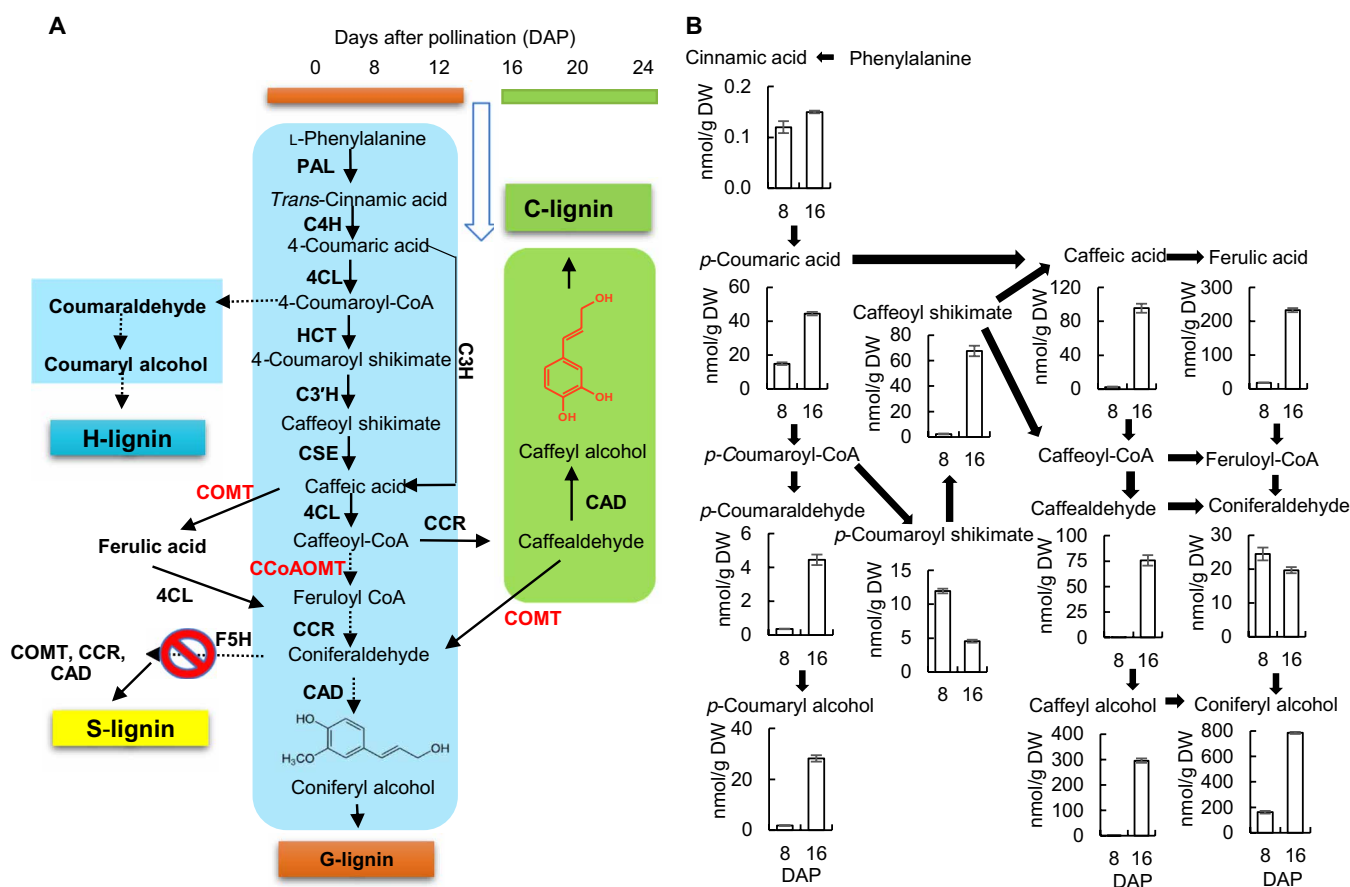 A
Days after pollination (DAP)
0 8 12 16 20 24
L-Phenylalanine
PAL
Trans-Cinnamic acid
C4H
4-Coumaric acid
4CL
4-Coumaroyl-CoA
HCT
4-Coumaroyl shikimate
C3'H
Caffeoyl shikimate
CSE
Caffeic acid
4CL
Caffeoyl-CoA
CCoAOMT
Feruloyl CoA
CCR
Coniferaldehyde
CAD
HO
H₃CO
OH
Coniferyl alcohol
G-lignin
C3H
Coumaraldehyde
Coumaryl alcohol
H-lignin
COMT
Ferulic acid
4CL
F5H
COMT, CCR,
CAD
S-lignin
CCR
C-lignin
OH
OH
OH
Caffeyl alcohol
CAD
Caffealdehyde
COMT
B
Cinnamic acid
Phenylalanine
nmol/g DW
0.2
0.1
0.0
8 16
p-Coumaric acid
nmol/g DW
60
40
20
0
8 16
Caffeoyl shikimate
nmol/g DW
80
70
60
50
40
30
20
10
0
8 16
Caffeic acid
nmol/g DW
120
80
40
0
8 16
Ferulic acid
nmol/g DW
300
200
100
0
8 16
p-Coumaroyl-CoA
Caffeoyl-CoA
Feruloyl-CoA
p-Coumaraldehyde
nmol/g DW
6
4
2
0
8 16
p-Coumaroyl shikimate
nmol/g DW
15
10
5
0
8 16
Caffealdehyde
nmol/g DW
100
75
50
25
0
8 16
Coniferaldehyde
nmol/g DW
30
20
10
0
8 16
p-Coumaryl alcohol
nmol/g DW
40
20
0
8 16
DAP
Caffeyl alcohol
nmol/g DW
400
300
200
100
0
8 16
DAP
Coniferyl alcohol
nmol/g DW
800
600
400
200
0
8 16
DAP